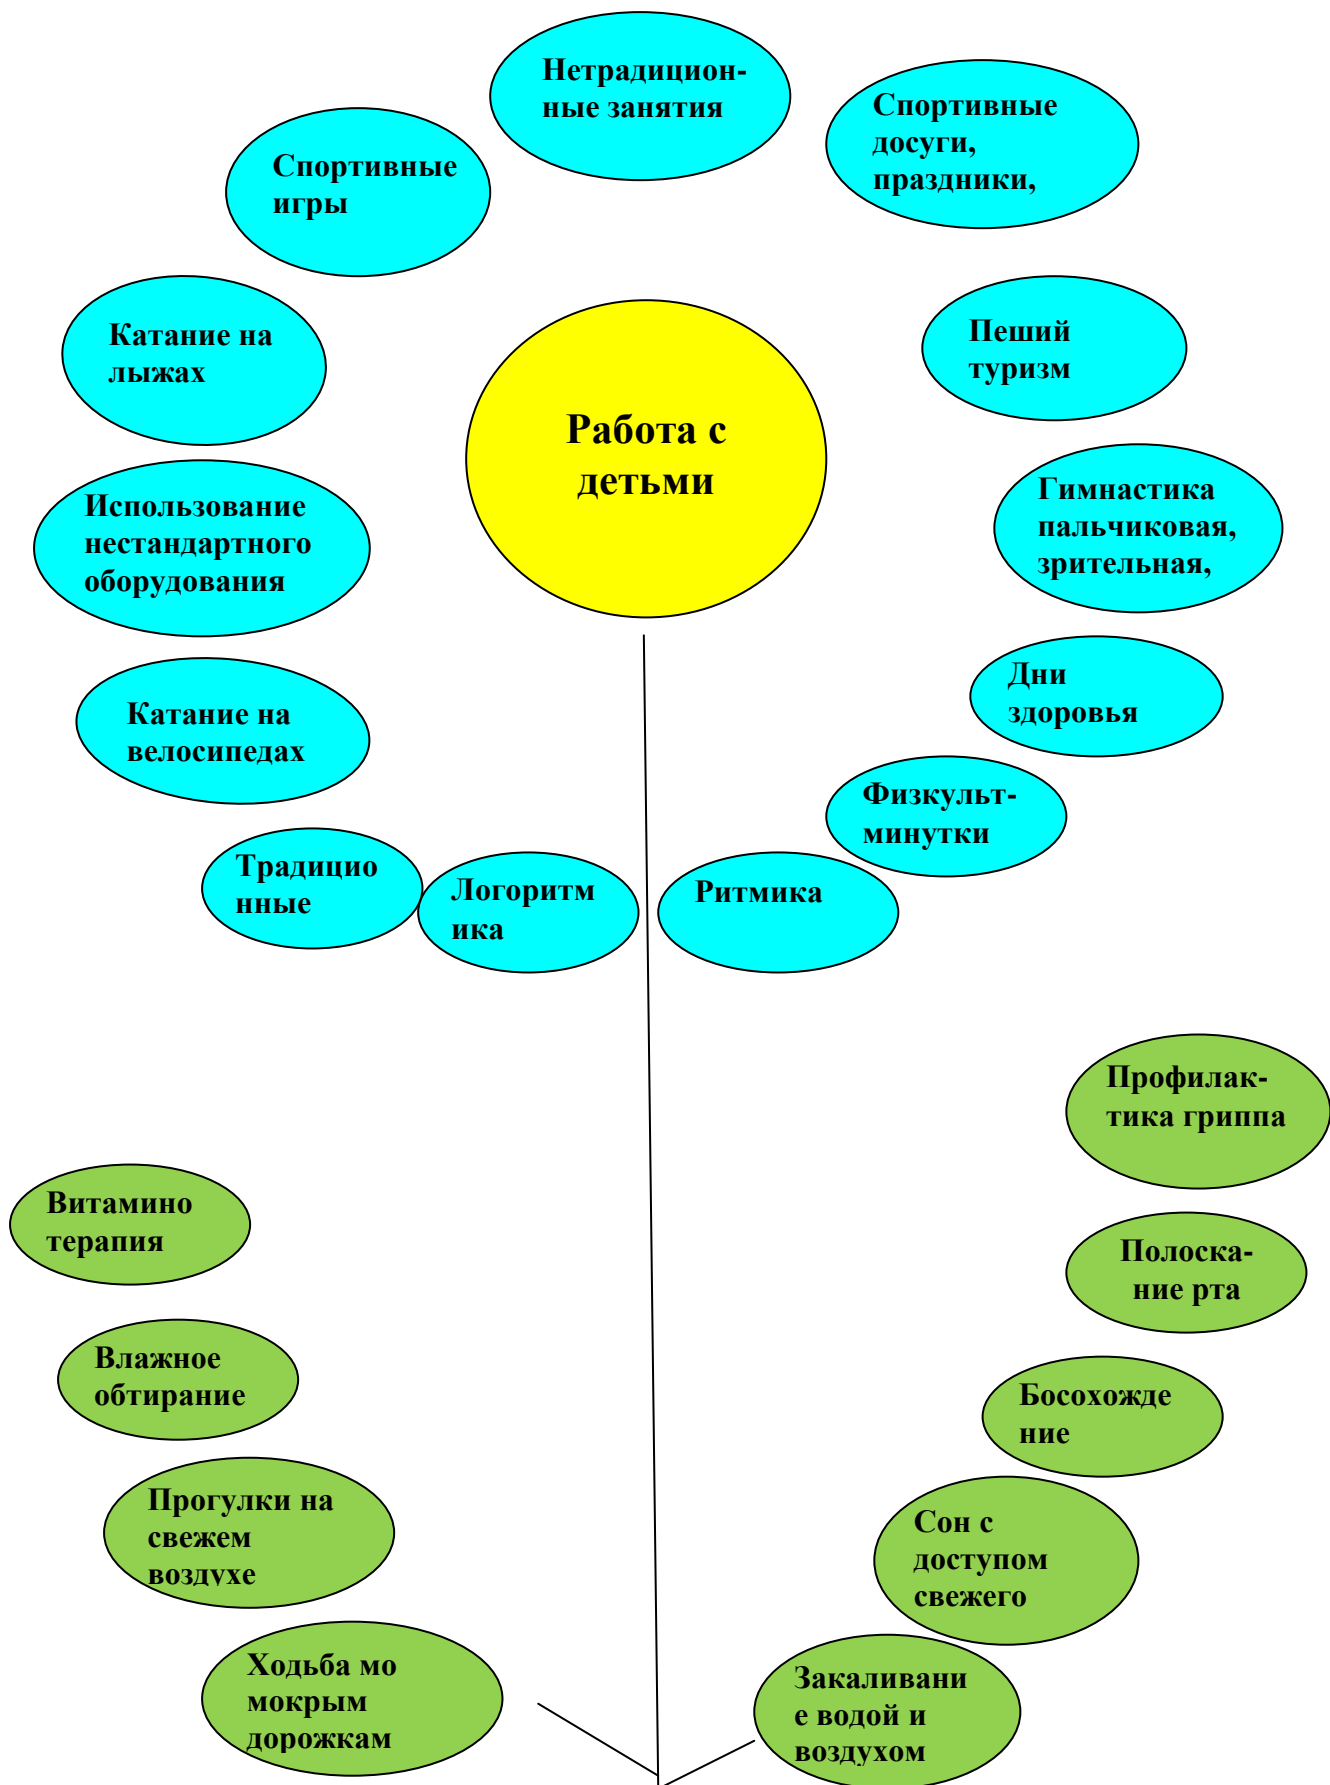 Нетрадицион-
ные занятия
Спортивные
досуги,
праздники,
Спортивные
игры
Катание на
лыжах
Пеший
туризм
Работа с
детьми
Использование
нестандартного
оборудования
Гимнастика
пальчиковая,
зрительная,
Катание на
велосипедах
Дни
здоровья
Физкульт-
минутки
Традицио
нные
Логоритм
ика
Ритмика
Профилак-
тика гриппа
Витамино
терапия
Полоска-
ние рта
Влажное
обтирание
Босохожде
ние
Прогулки на
свежем
воздухе
Сон с
доступом
свежего
Ходьба мо
мокрым
дорожкам
Закаливани
е водой и
воздухом